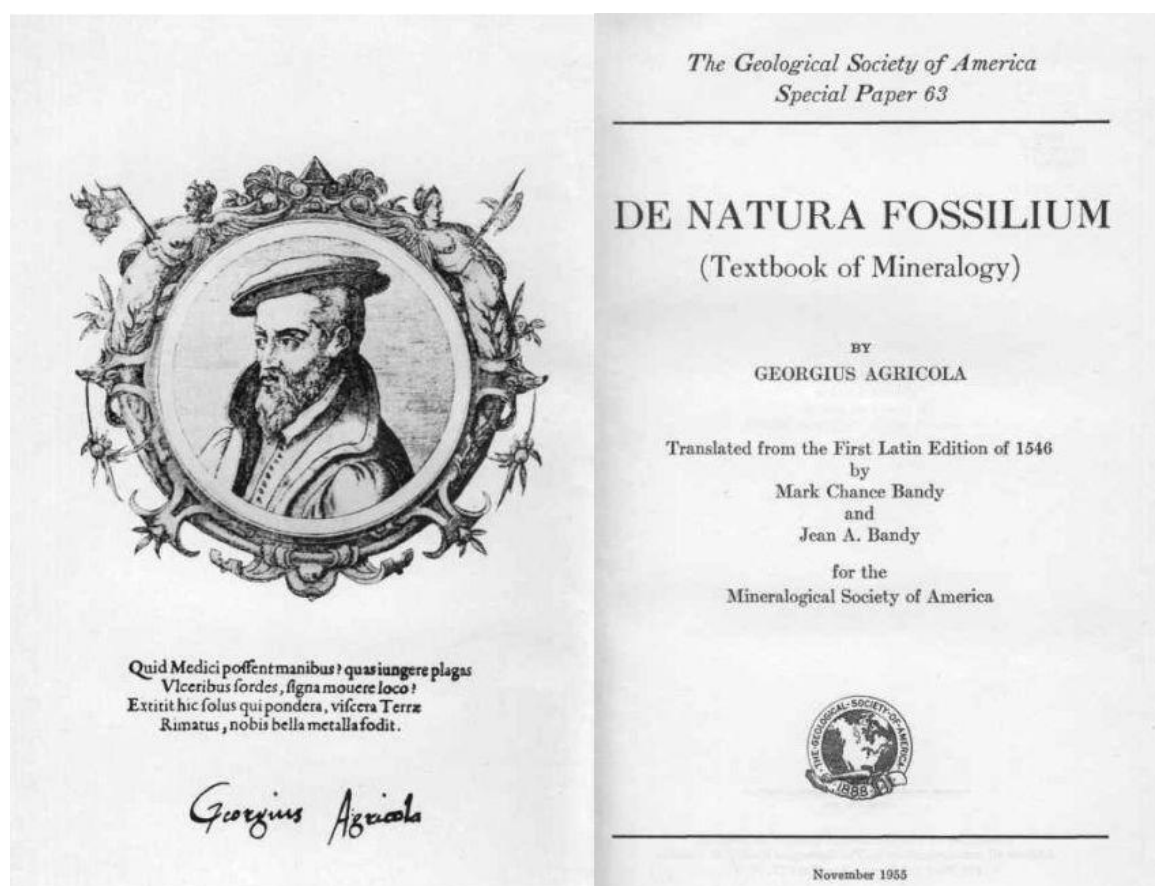 Quid Medici poſſent manibus? quas iungere plagas
Vlceribus ſordes, ſigna mouere loco?
Extitit hic ſolus qui pondera, viſcera Terræ
Rimatus, nobis bella metalla fodit.
Georgius Agricola
The Geological Society of America
Special Paper 63
DE NATURA FOSSILIUM
(Textbook of Mineralogy)
BY
GEORGIUS AGRICOLA
Translated from the First Latin Edition of 1546
by
Mark Chance Bandy
and
Jean A. Bandy
for the
Mineralogical Society of America
THE·GEOLOGICAL·SOCIETY·OF·AMERICA
1888
November 1955